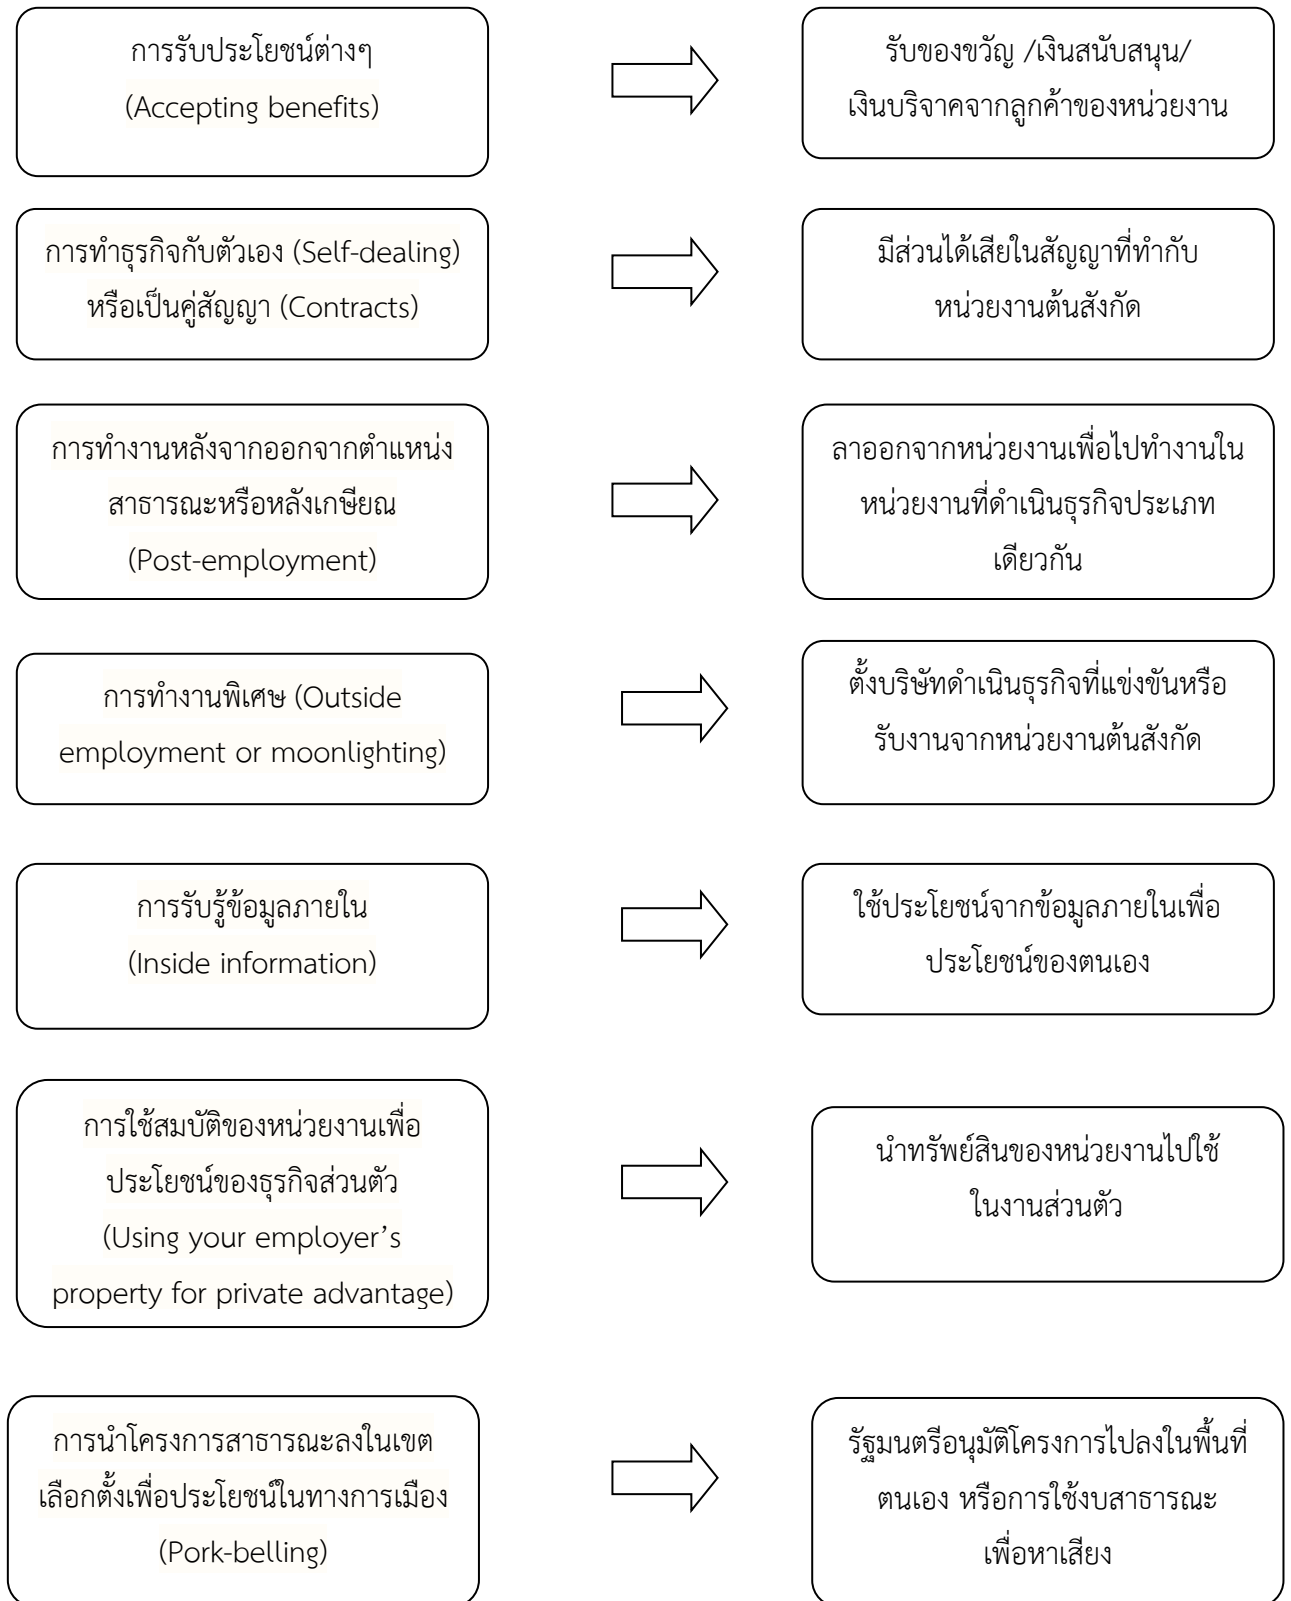 การรับประโยชน์ต่างๆ
(Accepting benefits)
รับของขวัญ /เงินสนับสนุน/
เงินบริจาคจากลูกค้าของหน่วยงาน
การทำธุรกิจกับตัวเอง (Self-dealing)
หรือเป็นคู่สัญญา (Contracts)
มีส่วนได้เสียในสัญญาที่ทำกับ
หน่วยงานต้นสังกัด
การทำงานหลังจากออกจากตำแหน่ง
สาธารณะหรือหลังเกษียณ
(Post-employment)
ลาออกจากหน่วยงานเพื่อไปทำงานใน
หน่วยงานที่ดำเนินธุรกิจประเภท
เดียวกัน
การทำงานพิเศษ (Outside
employment or moonlighting)
ตั้งบริษัทดำเนินธุรกิจที่แข่งขันหรือ
รับงานจากหน่วยงานต้นสังกัด
การรับรู้ข้อมูลภายใน
(Inside information)
ใช้ประโยชน์จากข้อมูลภายในเพื่อ
ประโยชน์ของตนเอง
การใช้สมบัติของหน่วยงานเพื่อ
ประโยชน์ของธุรกิจส่วนตัว
(Using your employer’s
property for private advantage)
นำทรัพย์สินของหน่วยงานไปใช้
ในงานส่วนตัว
การนำโครงการสาธารณะลงในเขต
เลือกตั้งเพื่อประโยชน์ในทางการเมือง
(Pork-belling)
รัฐมนตรีอนุมัติโครงการไปลงในพื้นที่
ตนเอง หรือการใช้งบสาธารณะ
เพื่อหาเสียง